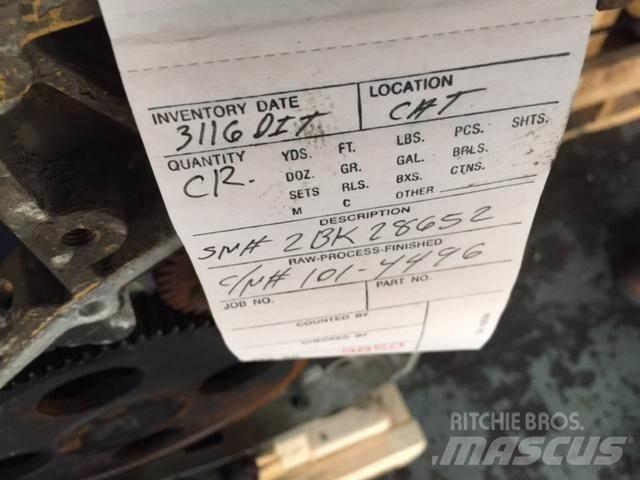 INVENTORY DATE LOCATION
3116 DIT CAT
QUANTITY YDS. FT. LBS. PCS. SHTS.
CR. DOZ. GR. GAL. BRLS.
SETS RLS. BXS. CTNS.
M C OTHER
DESCRIPTION
SN# 2BK28652
RAW-PROCESS-FINISHED
C/N# 101-4496
JOB NO. PART NO.
COUNTED BY
CHECKED BY
RITCHIE BROS.
MASCUS